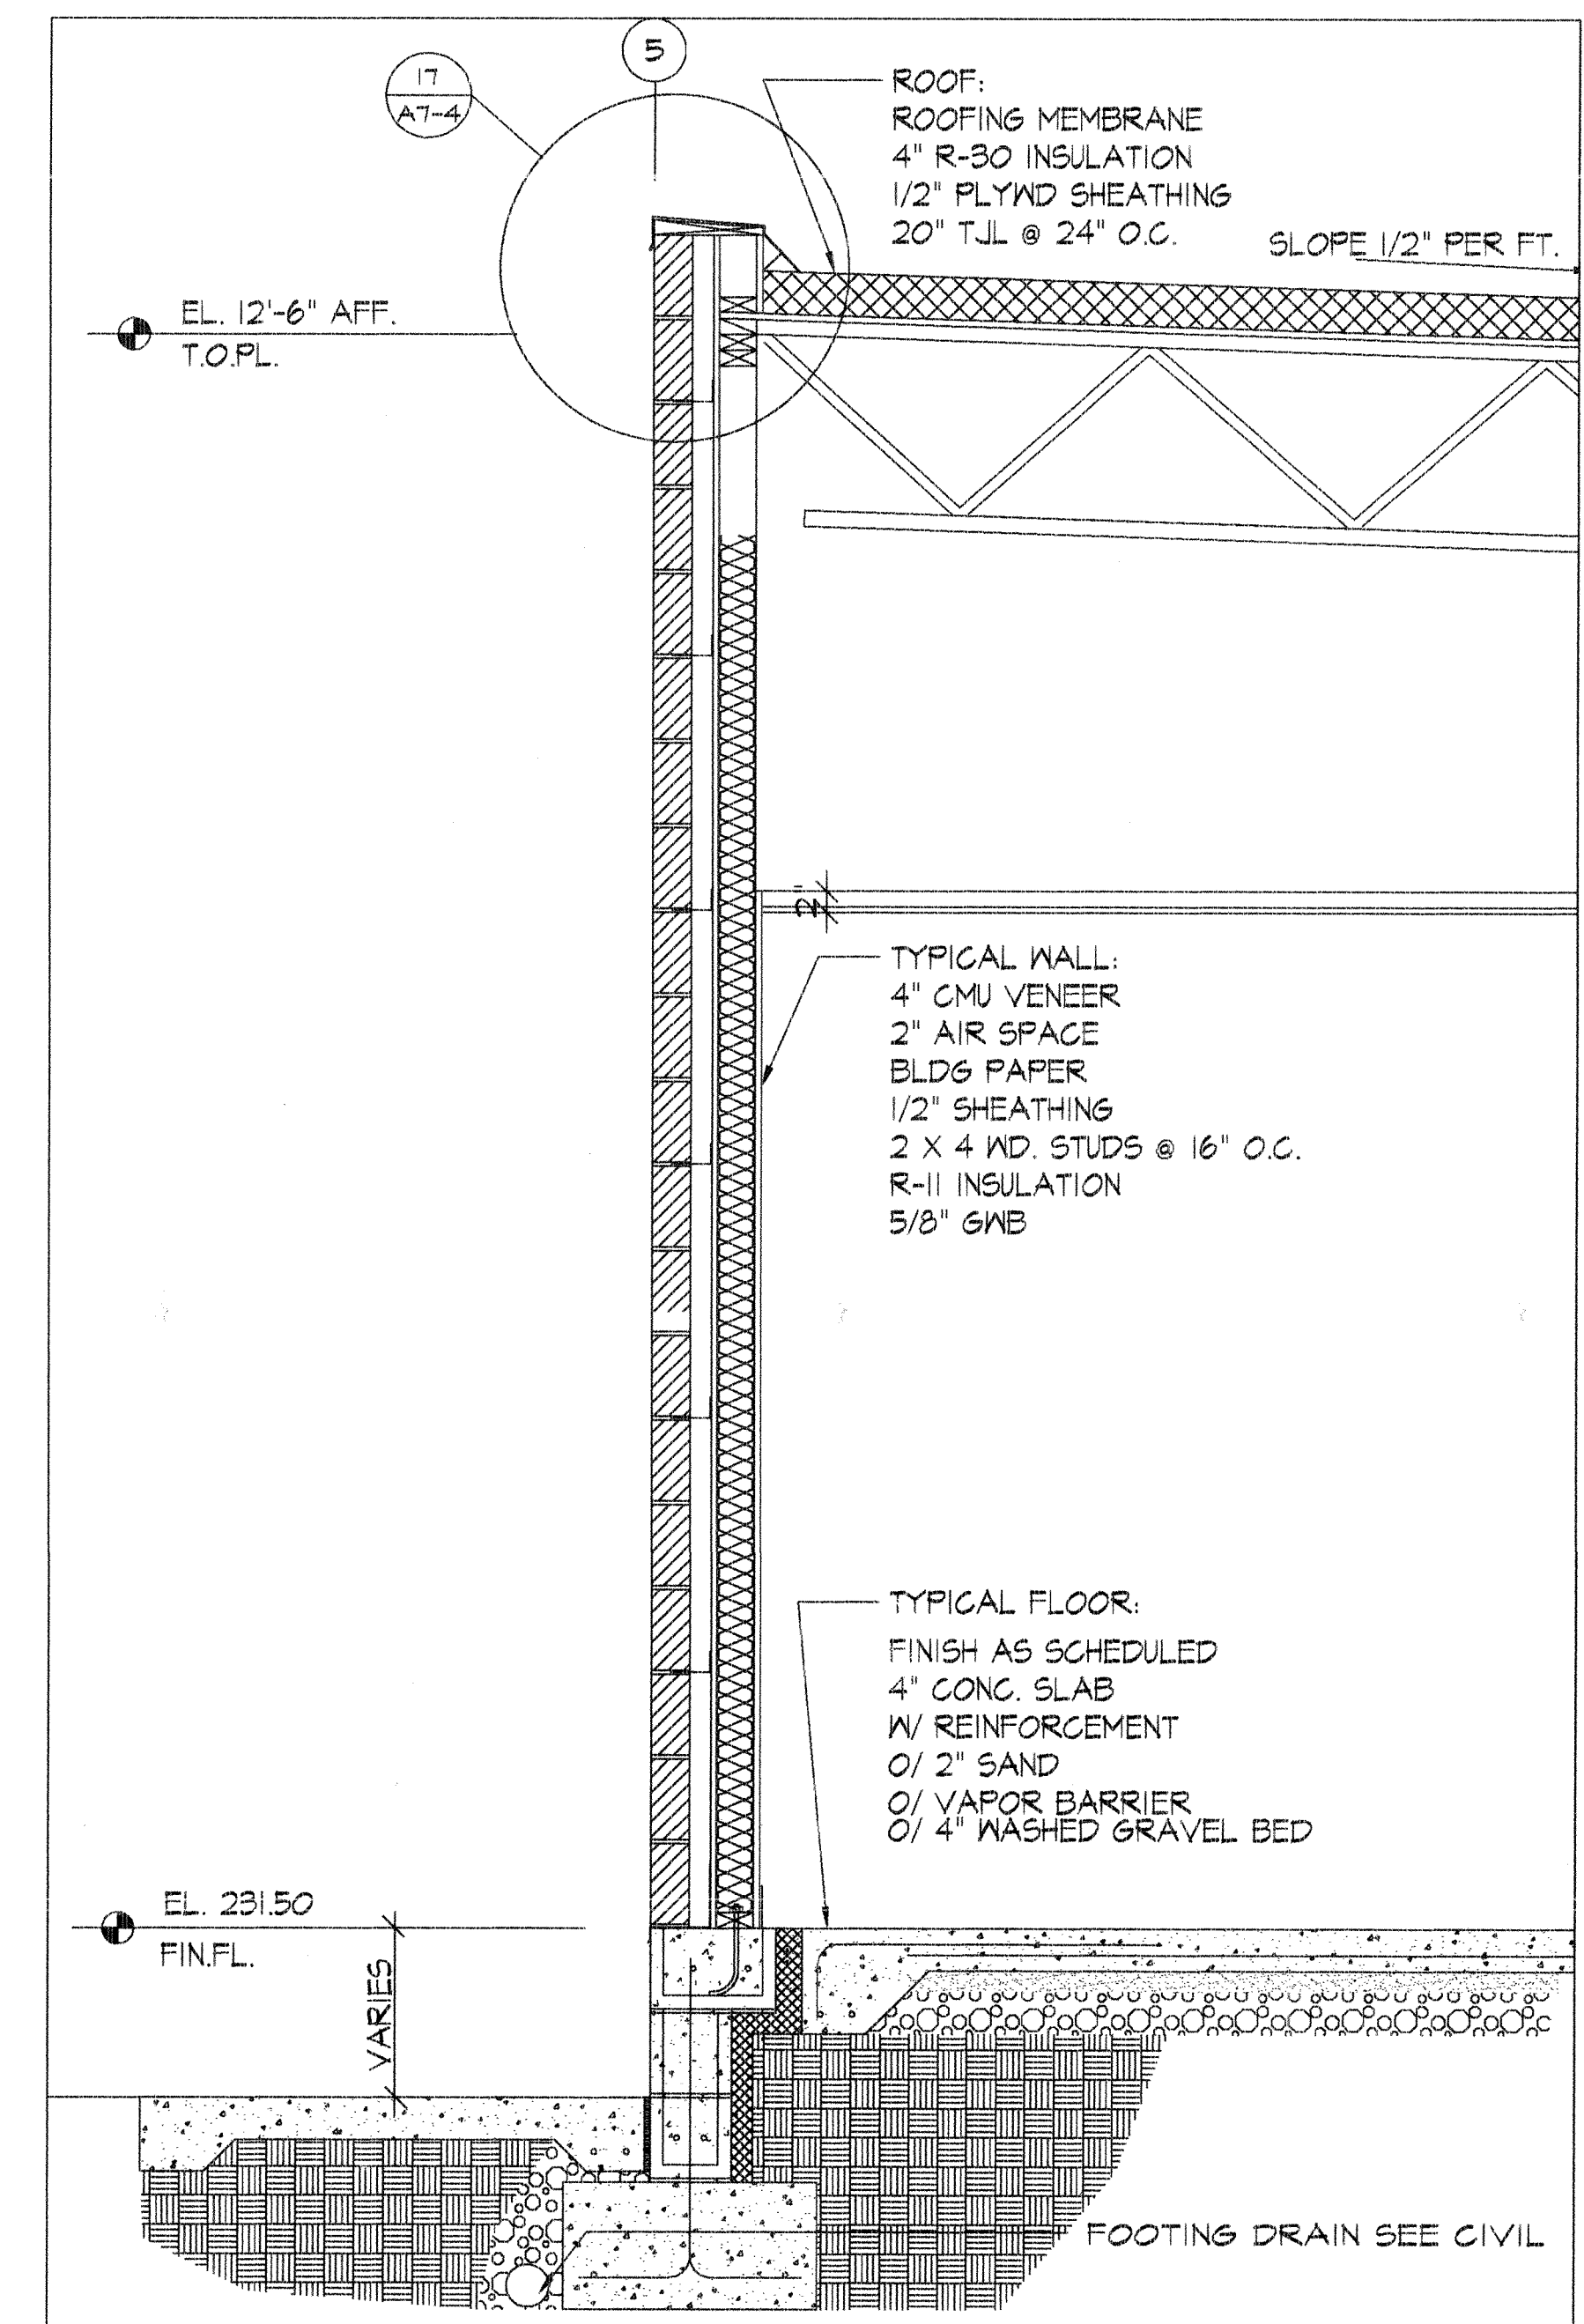 5
17
A7-4
ROOF:
ROOFING MEMBRANE
4" R-30 INSULATION
1/2" PLYWD SHEATHING
20" TJL @ 24" O.C.
SLOPE 1/2" PER FT.
EL. 12'-6" AFF.
T.O.PL.
2"
TYPICAL WALL:
4" CMU VENEER
2" AIR SPACE
BLDG PAPER
1/2" SHEATHING
2 X 4 WD. STUDS @ 16" O.C.
R-11 INSULATION
5/8" GWB
TYPICAL FLOOR:
FINISH AS SCHEDULED
4" CONC. SLAB
W/ REINFORCEMENT
O/ 2" SAND
O/ VAPOR BARRIER
O/ 4" WASHED GRAVEL BED
EL. 231.50
FIN.FL.
VARIES
FOOTING DRAIN SEE CIVIL